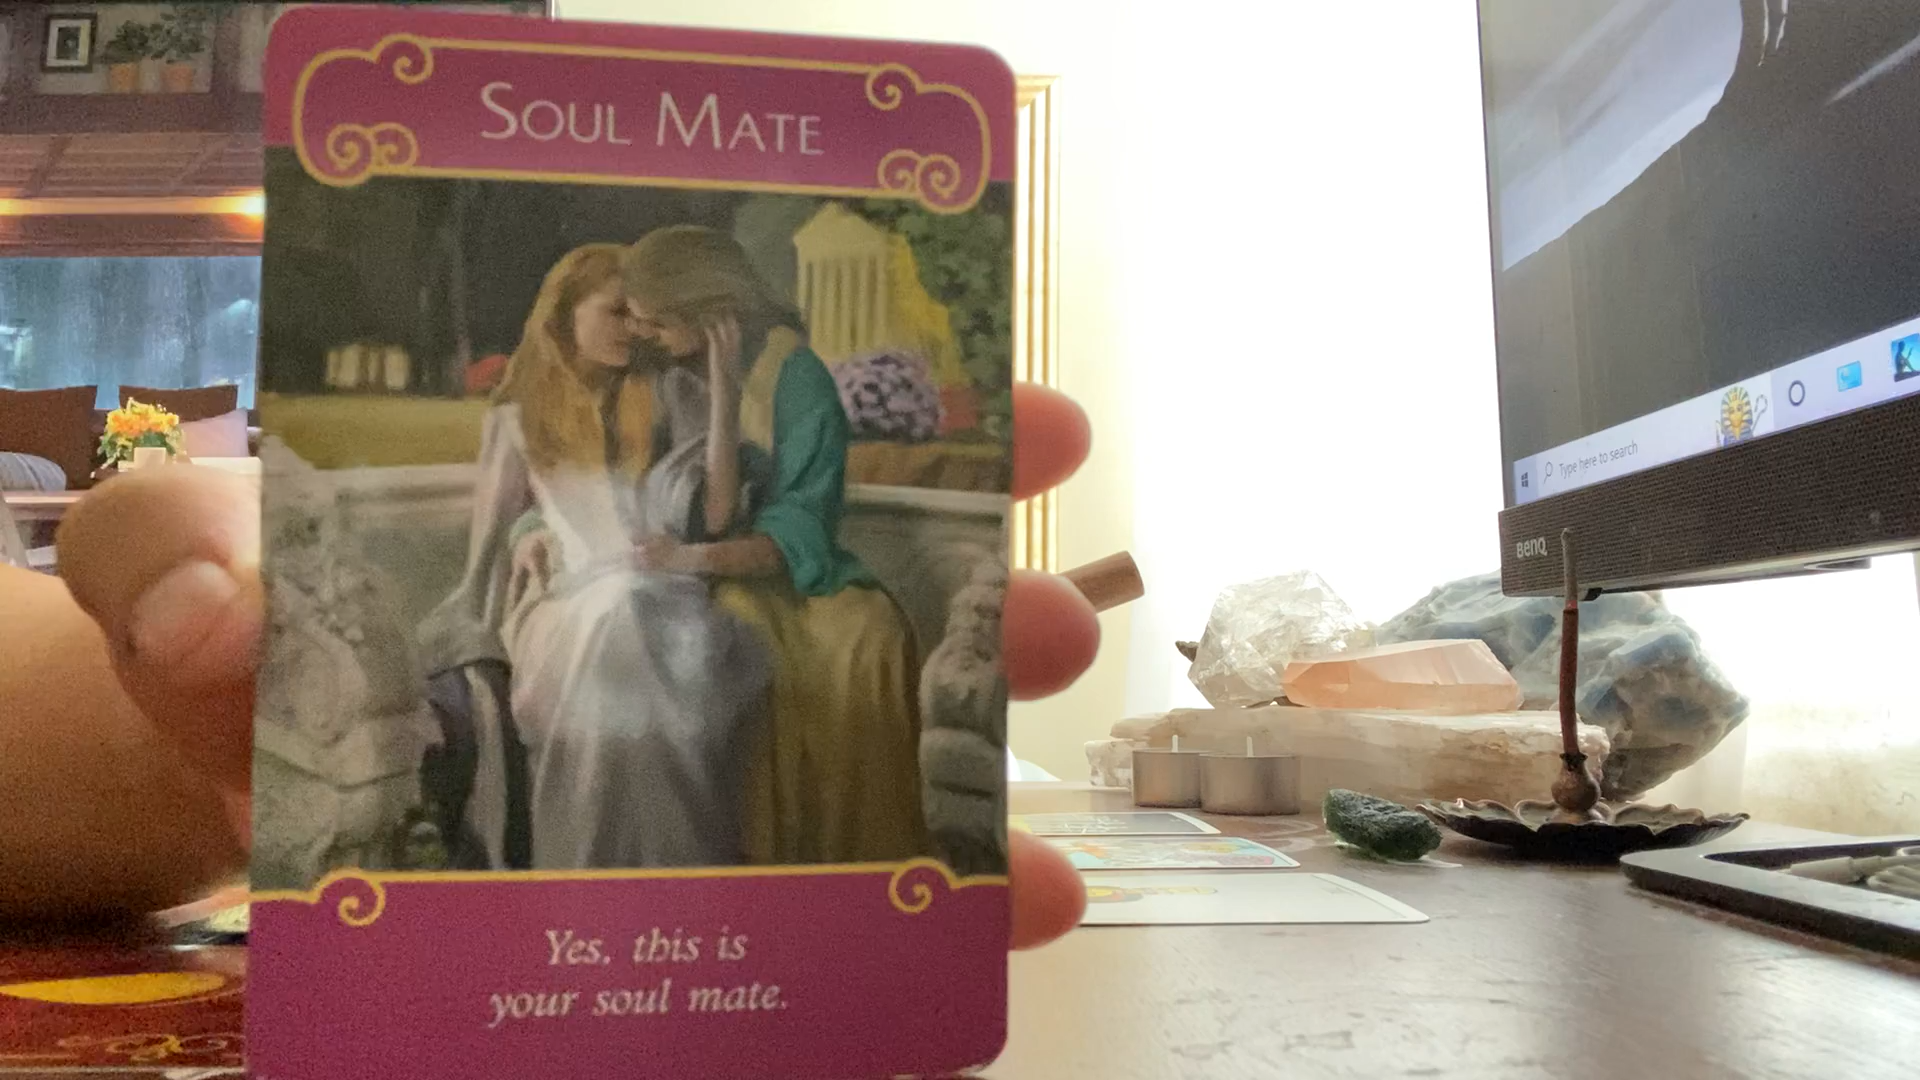 SOUL MATE
Yes, this is
your soul mate.
Type here to search
BenQ